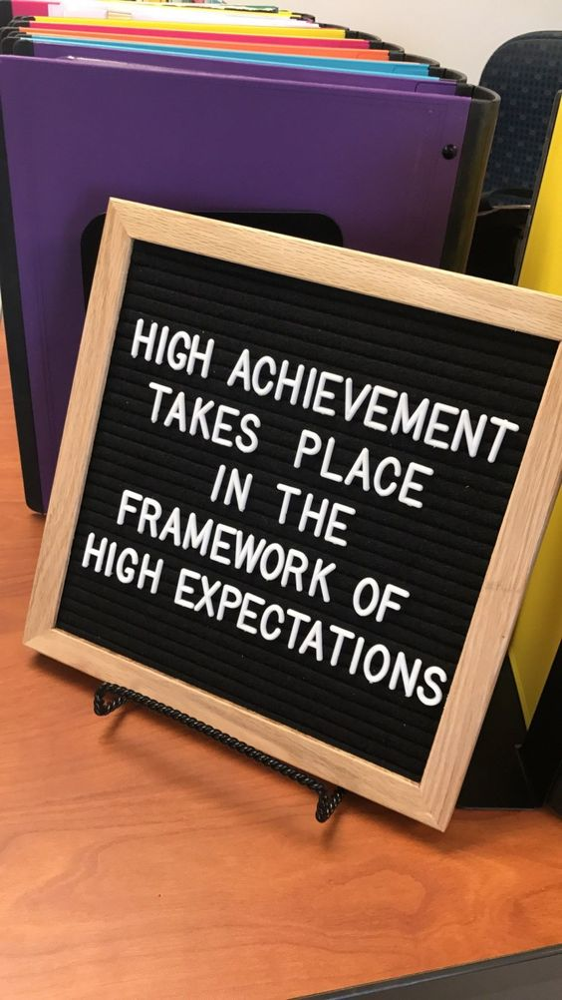 HIGH ACHIEVEMENT
TAKES PLACE
IN THE
FRAMEWORK OF
HIGH EXPECTATIONS